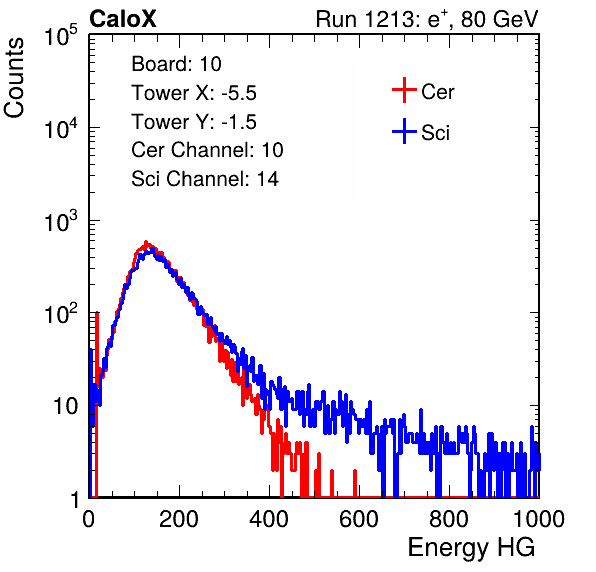 CaloX Run 1213: e⁺, 80 GeV
Counts
Board: 10
Tower X: -5.5
Tower Y: -1.5
Cer Channel: 10
Sci Channel: 14
Cer
Sci
10⁵
10⁴
10³
10²
10
1
0 200 400 600 800 1000
Energy HG